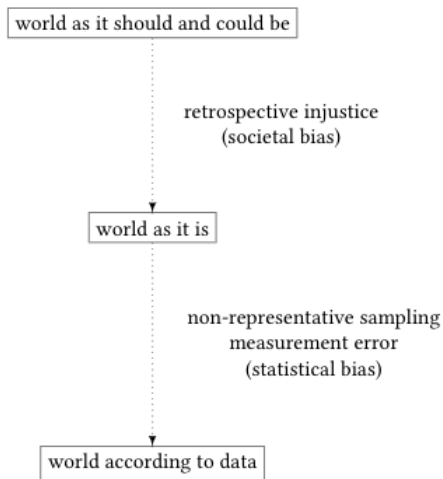 world as it should and could be
retrospective injustice
(societal bias)
world as it is
non-representative sampling
measurement error
(statistical bias)
world according to data